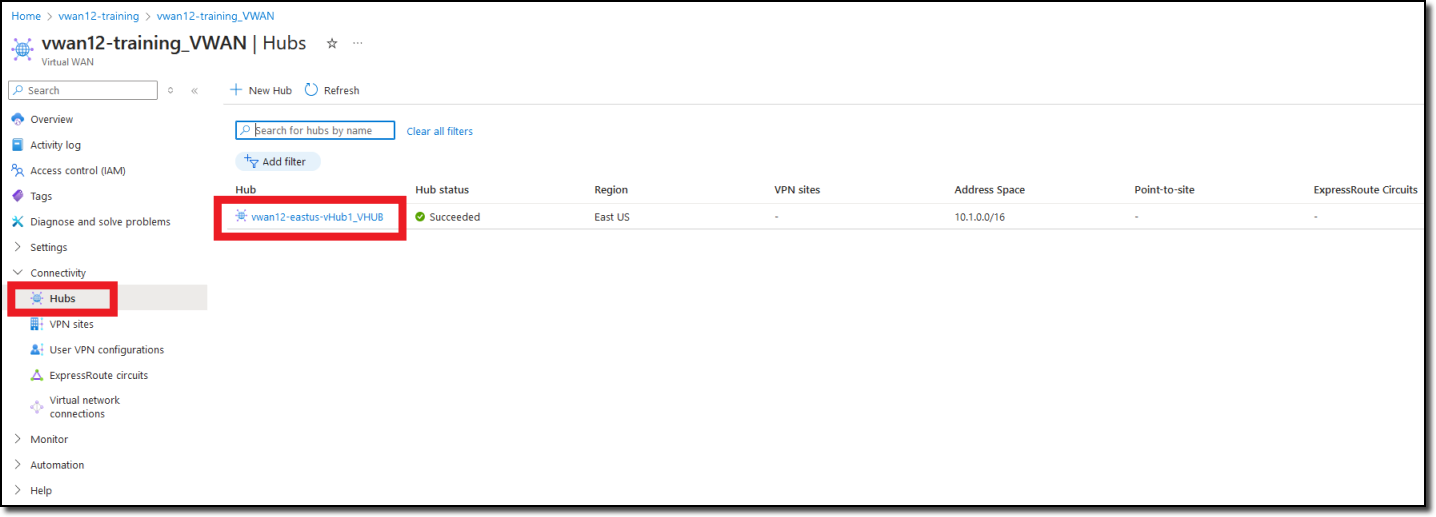 Home > vwan12-training > vwan12-training_VWAN
vwan12-training_VWAN | Hubs
Virtual WAN
Search
New Hub Refresh
Overview
Activity log
Access control (IAM)
Tags
Diagnose and solve problems
Settings
Connectivity
Hubs
VPN sites
User VPN configurations
ExpressRoute circuits
Virtual network
connections
Monitor
Automation
Help
Search for hubs by name Clear all filters
Add filter
Hub Hub status Region VPN sites Address Space Point-to-site ExpressRoute Circuits
vwan12-eastus-vHub1_VHUB Succeeded East US - 10.1.0.0/16 - -